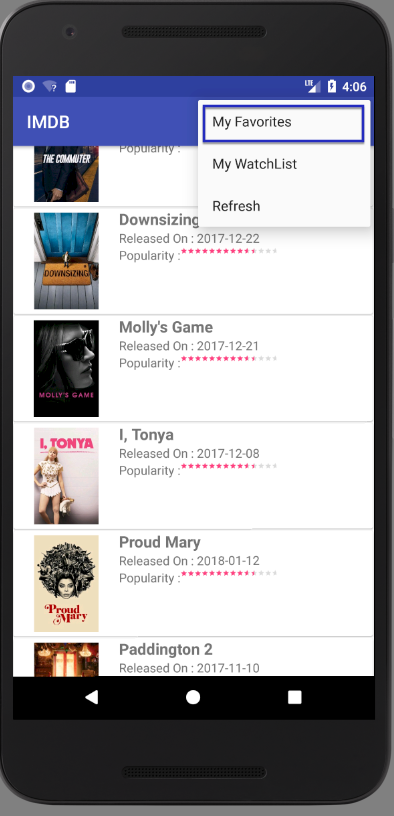 LTE 4:06
IMDB
My Favorites
My WatchList
Refresh
THE COMMUTER
Popularity :
Downsizing
Released On : 2017-12-22
Popularity :
DOWNSIZING
Molly's Game
Released On : 2017-12-21
Popularity :
MOLLY'S GAME
I, Tonya
Released On : 2017-12-08
Popularity :
I, TONYA
Proud Mary
Released On : 2018-01-12
Popularity :
Proud
Mary
Paddington 2
Released On : 2017-11-10